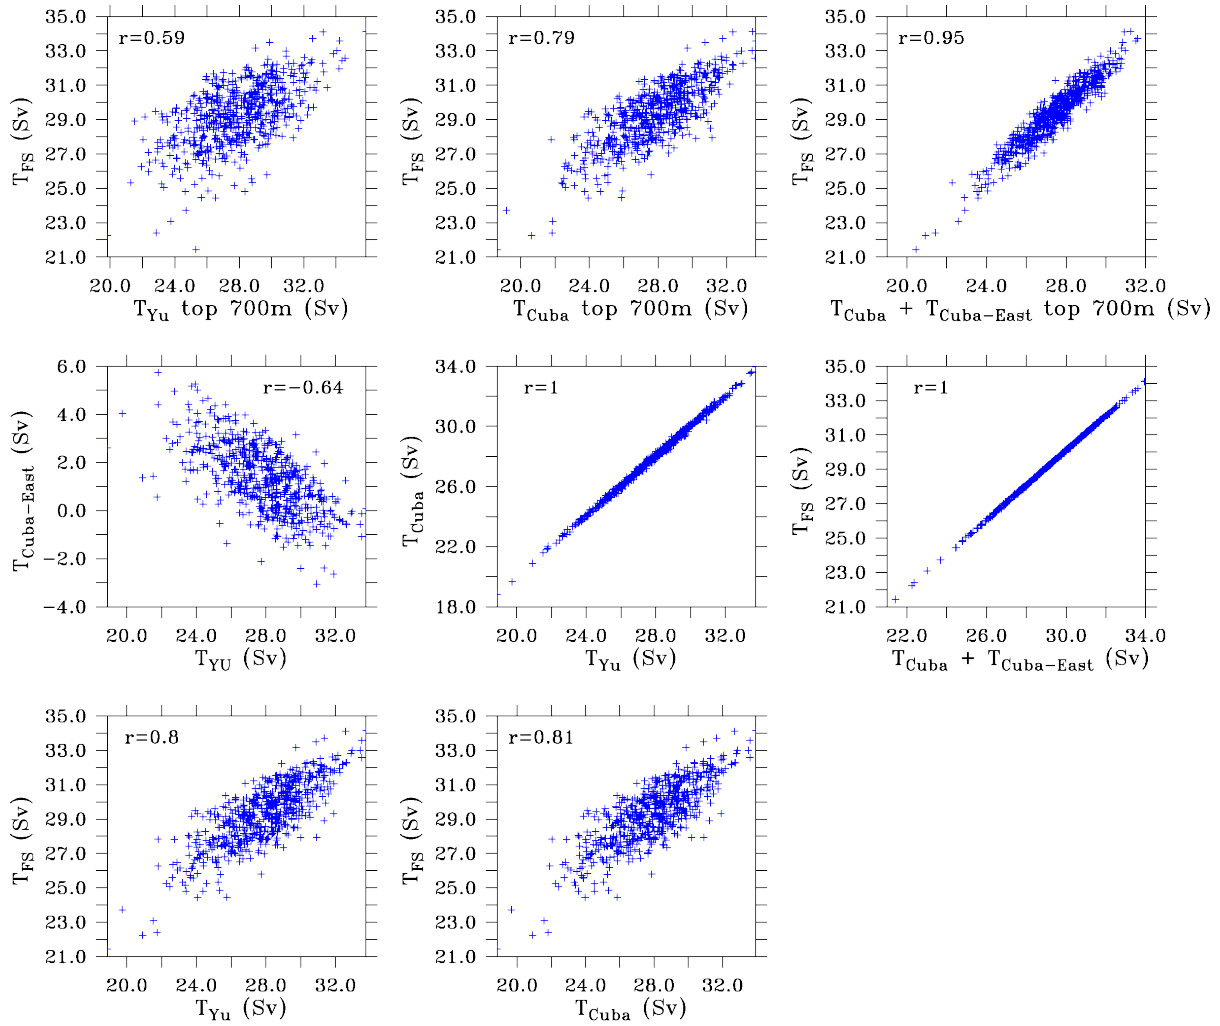 35.0
33.0
31.0
29.0
27.0
25.0
23.0
21.0
T_FS (Sv)
r=0.59
20.0 24.0 28.0 32.0
T_Yu top 700m (Sv)
35.0
33.0
31.0
29.0
27.0
25.0
23.0
21.0
T_FS (Sv)
r=0.79
20.0 24.0 28.0 32.0
T_Cuba top 700m (Sv)
35.0
33.0
31.0
29.0
27.0
25.0
23.0
21.0
T_FS (Sv)
r=0.95
20.0 24.0 28.0 32.0
T_Cuba + T_Cuba-East top 700m (Sv)
6.0
4.0
2.0
0.0
-2.0
-4.0
T_Cuba-East (Sv)
r=-0.64
20.0 24.0 28.0 32.0
T_YU (Sv)
34.0
30.0
26.0
22.0
18.0
T_Cuba (Sv)
r=1
20.0 24.0 28.0 32.0
T_Yu (Sv)
35.0
33.0
31.0
29.0
27.0
25.0
23.0
21.0
T_FS (Sv)
r=1
22.0 26.0 30.0 34.0
T_Cuba + T_Cuba-East (Sv)
35.0
33.0
31.0
29.0
27.0
25.0
23.0
21.0
T_FS (Sv)
r=0.8
20.0 24.0 28.0 32.0
T_Yu (Sv)
35.0
33.0
31.0
29.0
27.0
25.0
23.0
21.0
T_FS (Sv)
r=0.81
20.0 24.0 28.0 32.0
T_Cuba (Sv)